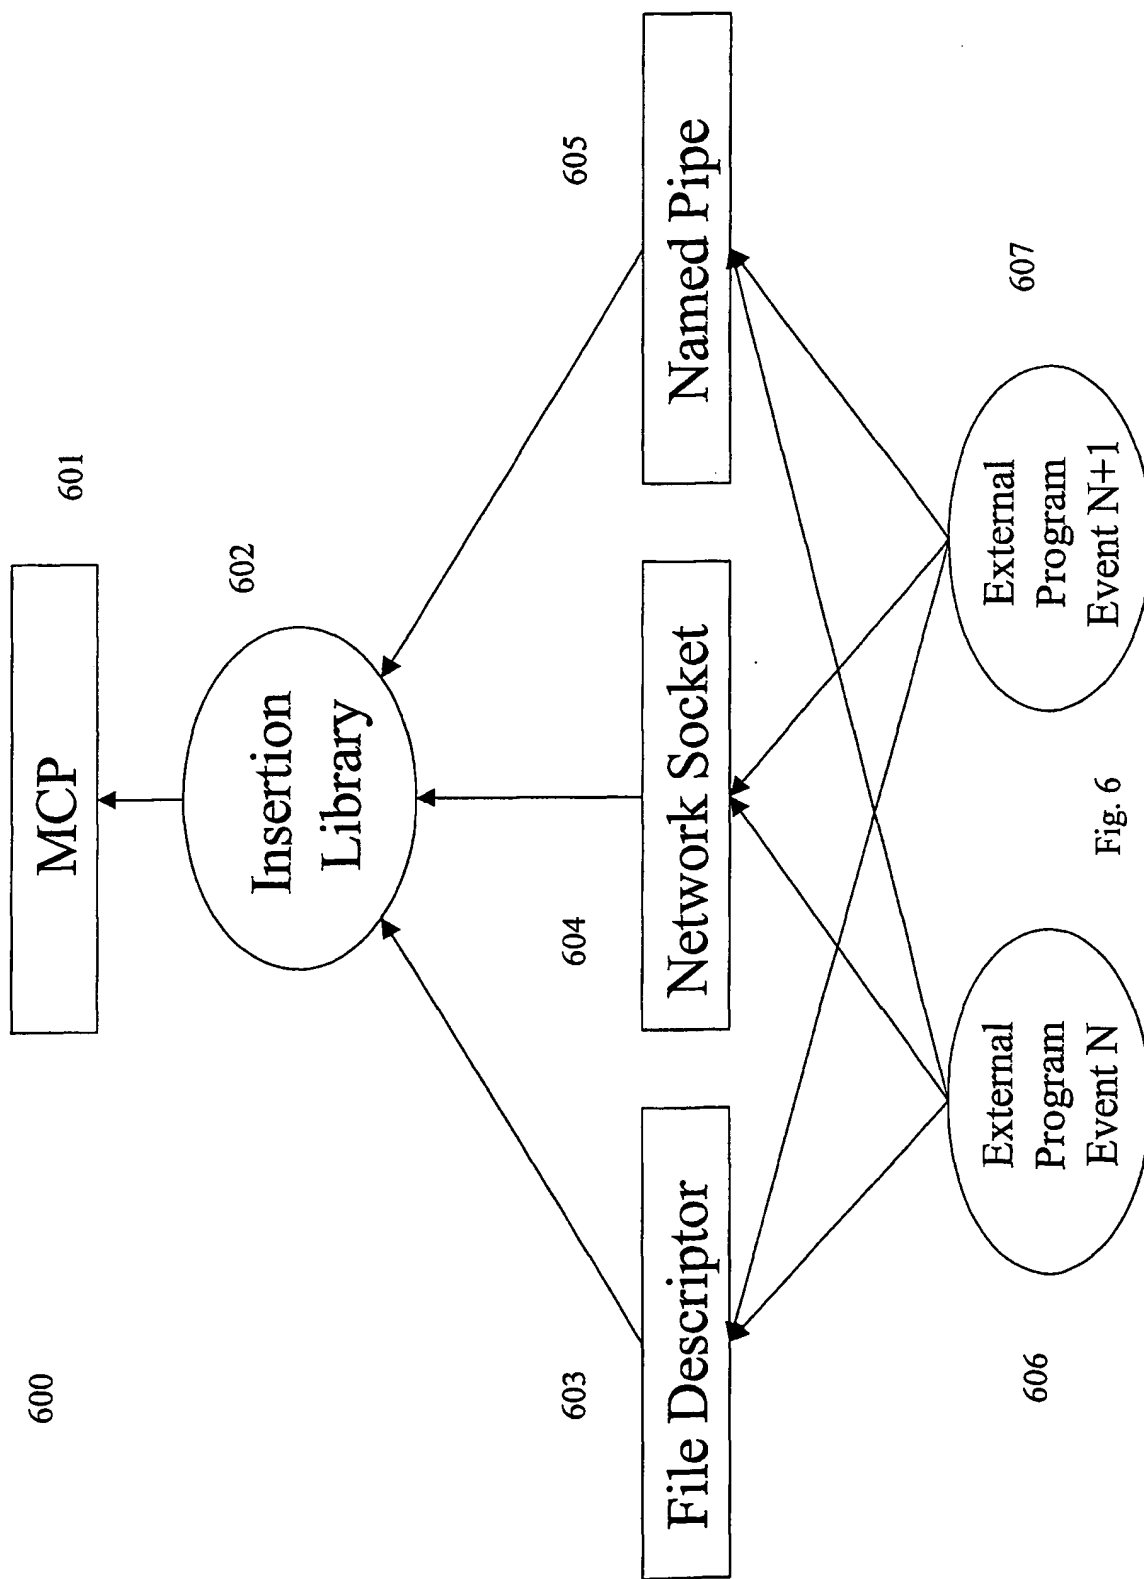 600
601
MCP
602
Insertion
Library
603
604
605
File Descriptor
Network Socket
Named Pipe
606
607
External
Program
Event N
External
Program
Event N+1
Fig. 6